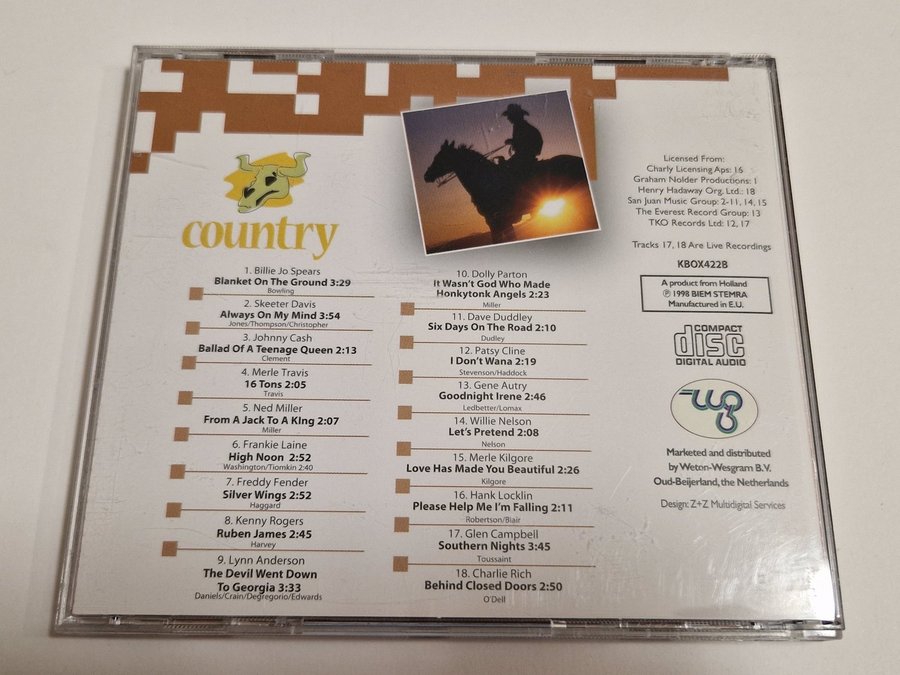 country
1. Billie Jo Spears
Blanket On The Ground 3:29
Bowling
2. Skeeter Davis
Always On My Mind 3:54
Jones/Thompson/Christopher
3. Johnny Cash
Ballad Of A Teenage Queen 2:13
Clement
4. Merle Travis
16 Tons 2:05
Travis
5. Ned Miller
From A Jack To A KIng 2:07
Miller
6. Frankie Laine
High Noon 2:52
Washington/Tiomkin 2:40
7. Freddy Fender
Silver Wings 2:52
Haggard
8. Kenny Rogers
Ruben James 2:45
Harvey
9. Lynn Anderson
The Devil Went Down
To Georgia 3:33
Daniels/Crain/Degregorio/Edwards
10. Dolly Parton
It Wasn't God Who Made
Honkytonk Angels 2:23
Miller
11. Dave Duddley
Six Days On The Road 2:10
Dudley
12. Patsy Cline
I Don't Wana 2:19
Stevenson/Haddock
13. Gene Autry
Goodnight Irene 2:46
Ledbetter/Lomax
14. Willie Nelson
Let's Pretend 2:08
Nelson
15. Merle Kilgore
Love Has Made You Beautiful 2:26
Kilgore
16. Hank Locklin
Please Help Me I'm Falling 2:11
Robertson/Blair
17. Glen Campbell
Southern Nights 3:45
Toussaint
18. Charlie Rich
Behind Closed Doors 2:50
O'Dell
Licensed From:
Charly Licensing Aps: 16
Graham Nolder Productions: 1
Henry Hadaway Org. Ltd.: 18
San Juan Music Group: 2-11, 14, 15
The Everest Record Group: 13
TKO Records Ltd: 12, 17
Tracks 17, 18 Are Live Recordings
KBOX422B
A product from Holland
℗ 1998 BIEM STEMRA
Manufactured in E.U.
COMPACT
disc
DIGITAL AUDIO
Marketed and distributed
by Weton-Wesgram B.V.
Oud-Beijerland, the Netherlands
Design: Z+Z Multidigital Services